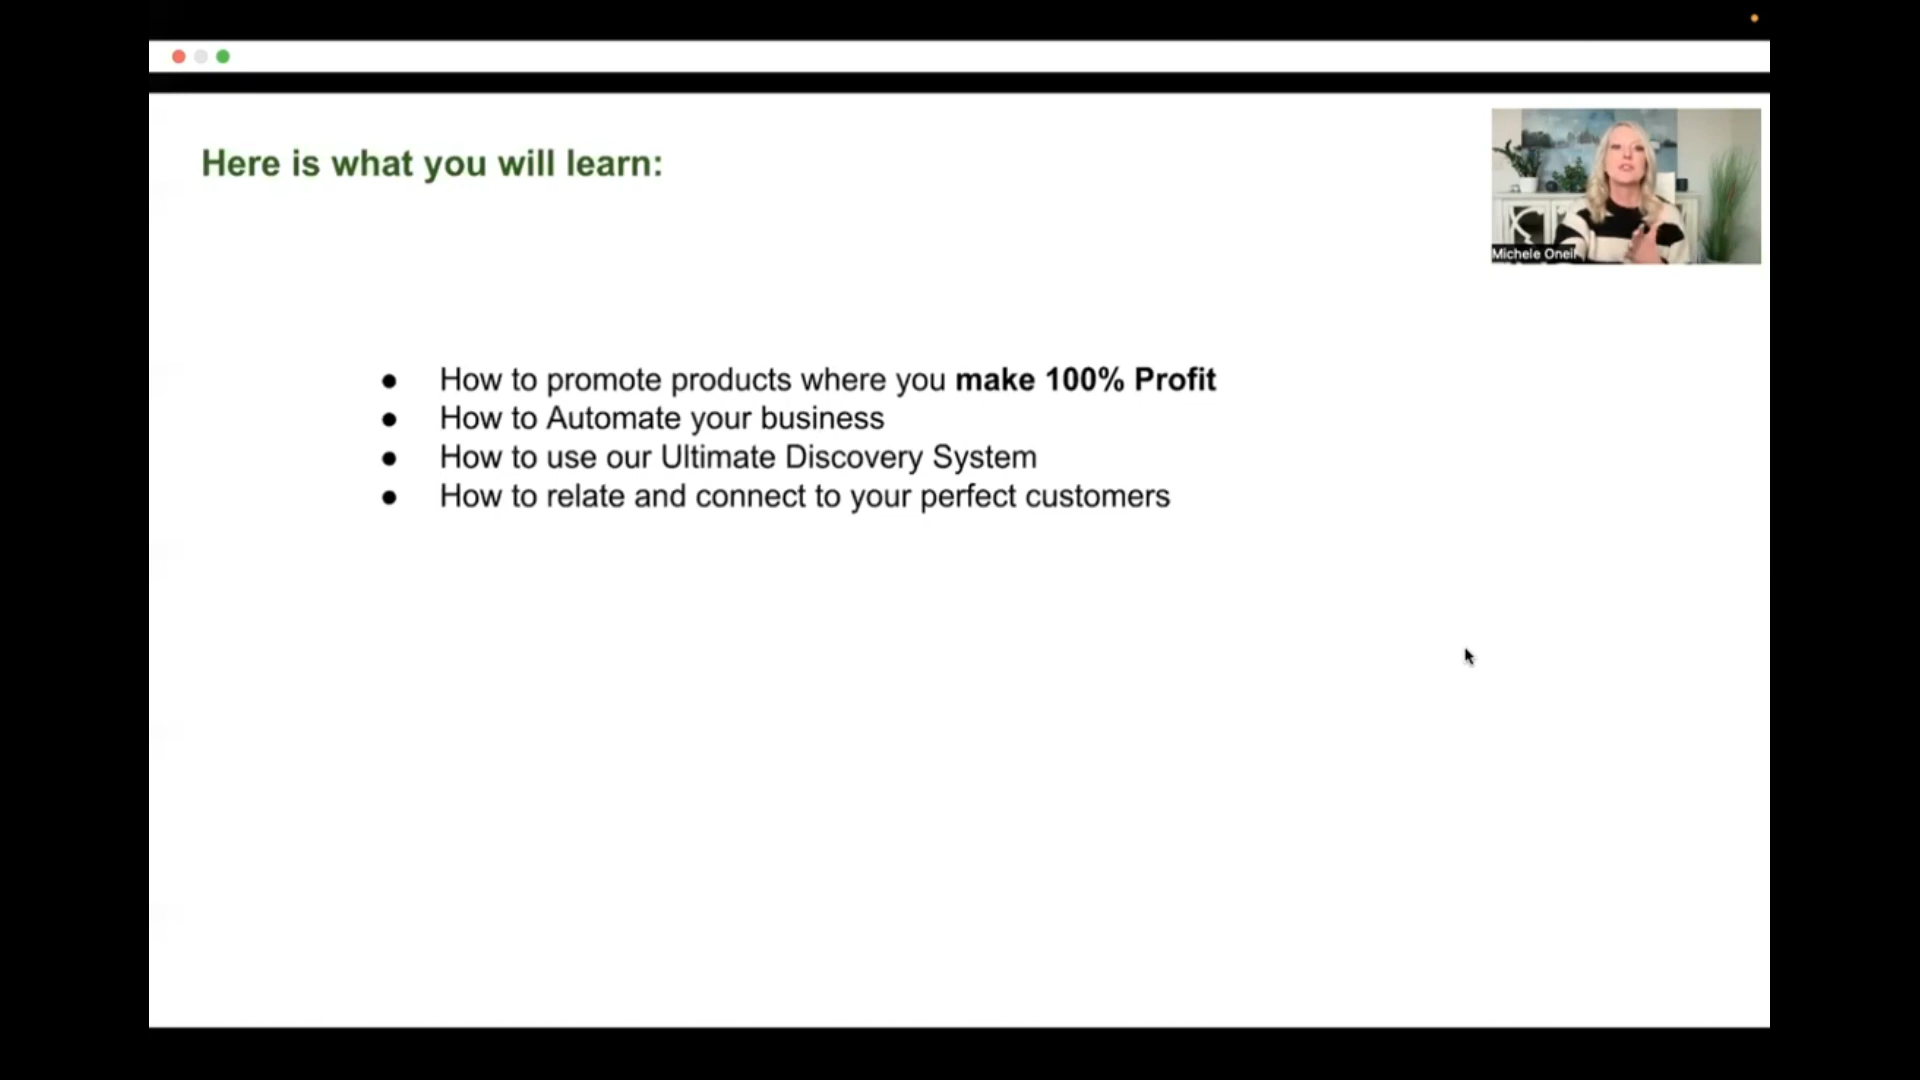 Here is what you will learn:
Michele Oneil
● How to promote products where you make 100% Profit
● How to Automate your business
● How to use our Ultimate Discovery System
● How to relate and connect to your perfect customers